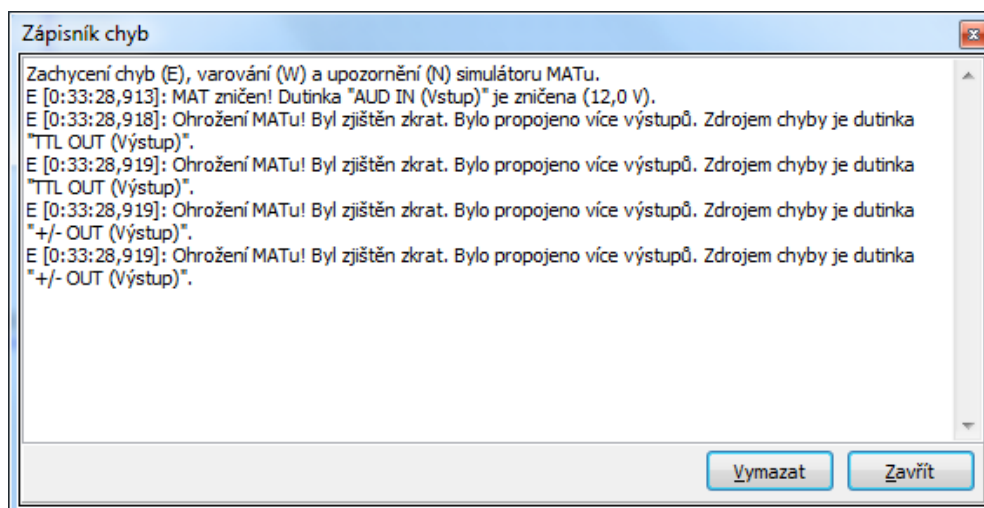 Zápisník chyb
Zachycení chyb (E), varování (W) a upozornění (N) simulátoru MATu.
E [0:33:28,913]: MAT zničen! Dutinka "AUD IN (Vstup)" je zničena (12,0 V).
E [0:33:28,918]: Ohrožení MATu! Byl zjištěn zkrat. Bylo propojeno více výstupů. Zdrojem chyby je dutinka
"TTL OUT (Výstup)".
E [0:33:28,919]: Ohrožení MATu! Byl zjištěn zkrat. Bylo propojeno více výstupů. Zdrojem chyby je dutinka
"TTL OUT (Výstup)".
E [0:33:28,919]: Ohrožení MATu! Byl zjištěn zkrat. Bylo propojeno více výstupů. Zdrojem chyby je dutinka
"+/- OUT (Výstup)".
E [0:33:28,919]: Ohrožení MATu! Byl zjištěn zkrat. Bylo propojeno více výstupů. Zdrojem chyby je dutinka
"+/- OUT (Výstup)".
Vymazat Zavřít